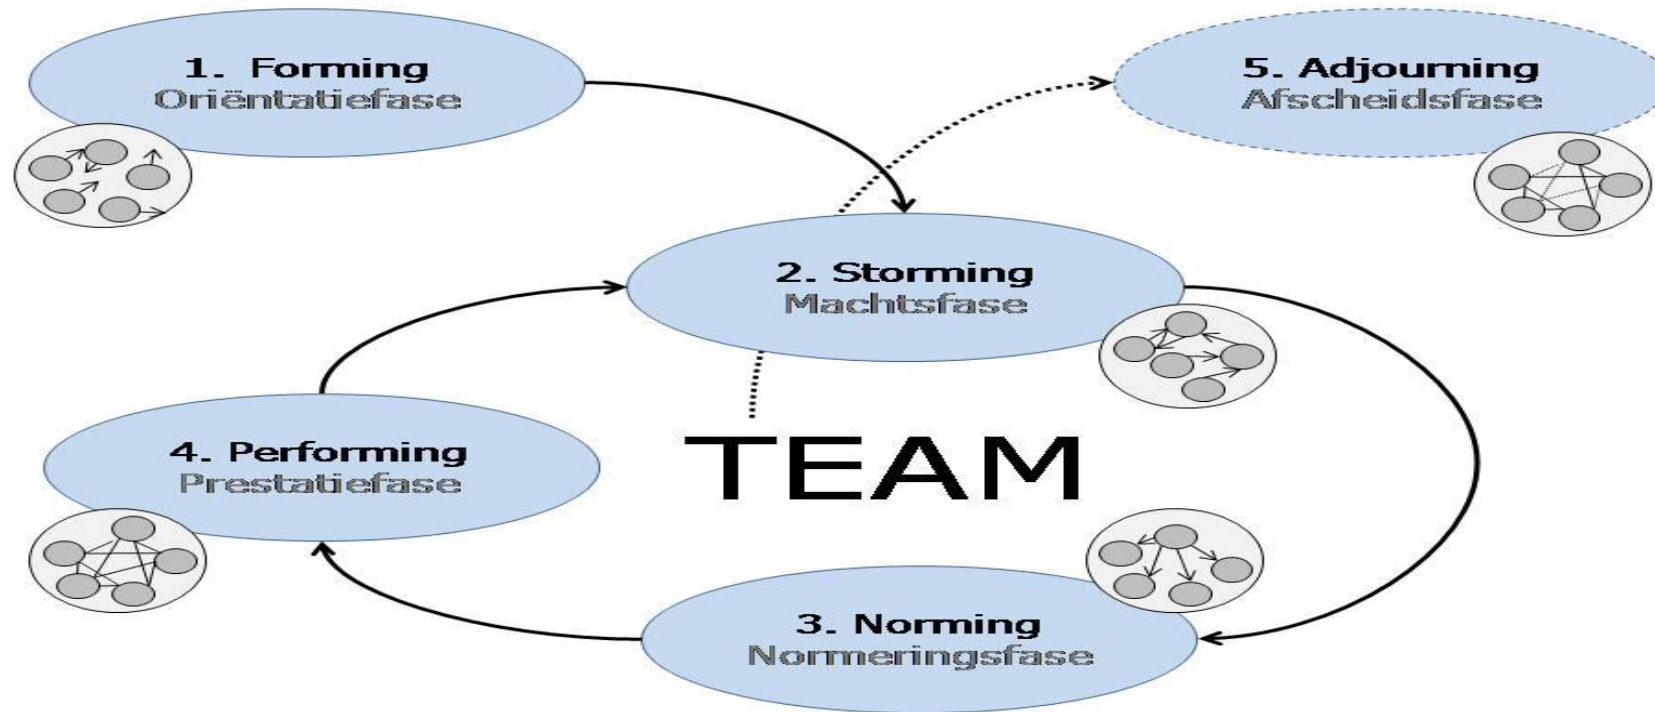 1. Forming
Oriëntatiefase
5. Adjourning
Afscheidsfase
2. Storming
Machtsfase
4. Performing
Prestatiefase
TEAM
3. Norming
Normeringsfase